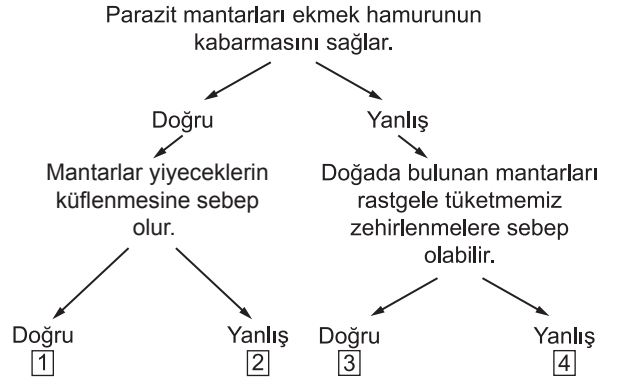 Parazit mantarları ekmek hamurunun
kabarmasını sağlar.
Doğru
Yanlış
Mantarlar yiyeceklerin
küflenmesine sebep
olur.
Doğada bulunan mantarları
rastgele tüketmemiz
zehirlenmelere sebep
olabilir.
Doğru
1
Yanlış
2
Doğru
3
Yanlış
4